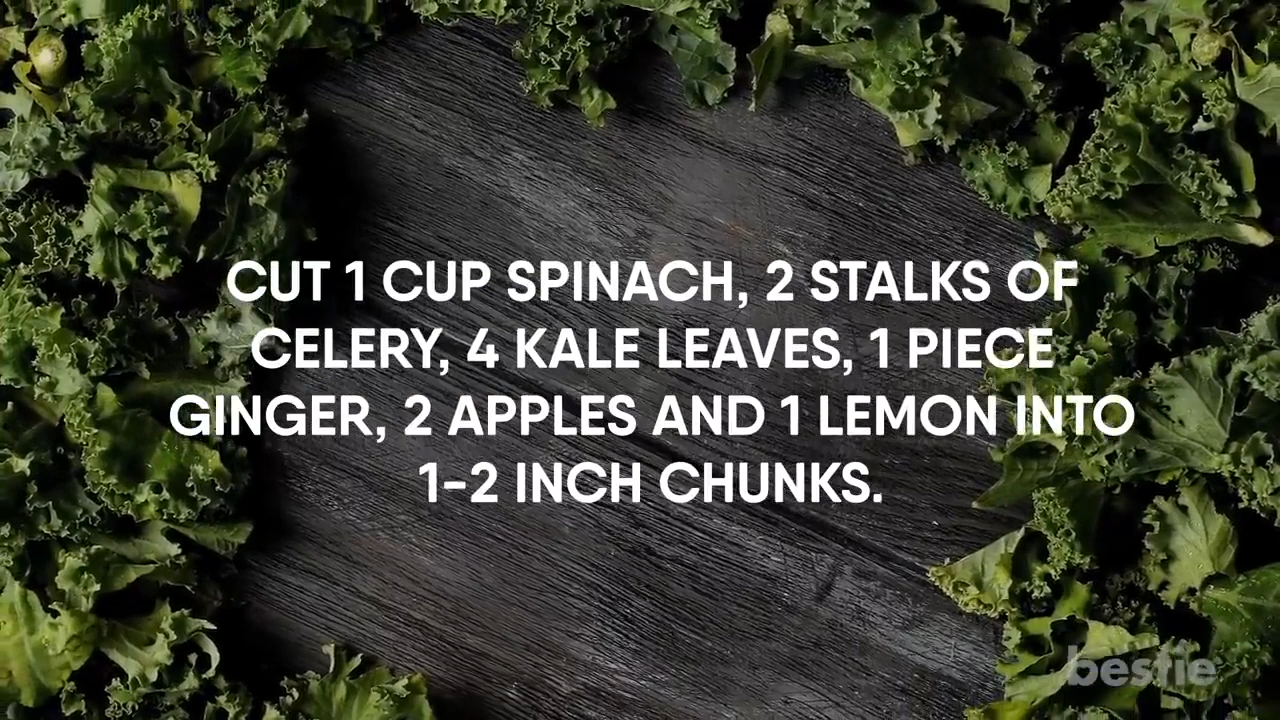 CUT 1 CUP SPINACH, 2 STALKS OF
CELERY, 4 KALE LEAVES, 1 PIECE
GINGER, 2 APPLES AND 1 LEMON INTO
1-2 INCH CHUNKS.
bestie